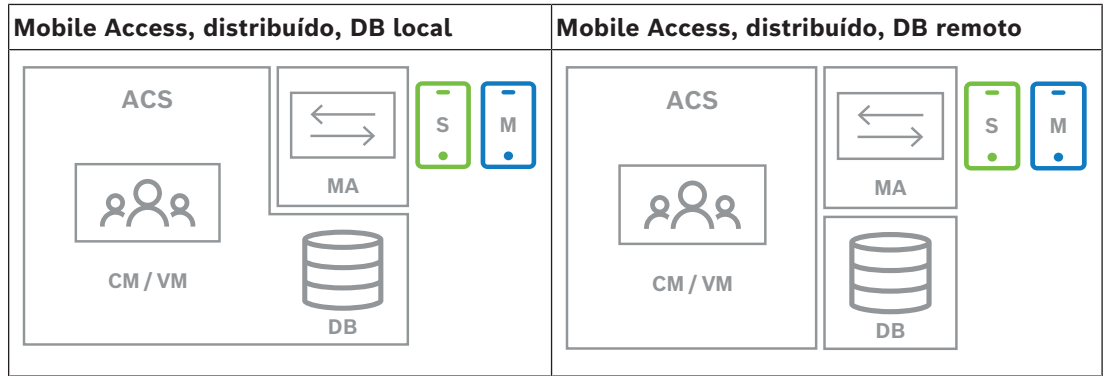 Mobile Access, distribuído, DB local
ACS
S
M
MA
CM / VM
DB
Mobile Access, distribuído, DB remoto
ACS
S
M
MA
CM / VM
DB